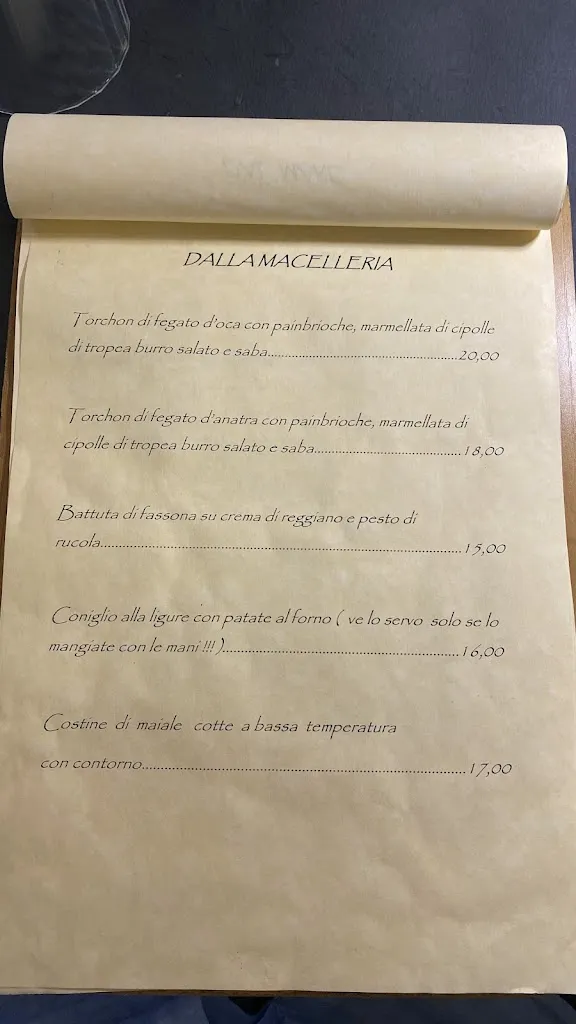 DALLA MACELLERIA
Torchon di fegato d'oca con painbrioche, marmellata di cipolle
di tropea burro salato e saba...............................................20,00
Torchon di fegato d'anatra con painbrioche, marmellata di
cipolle di tropea burro salato e saba.....................................18,00
Battuta di fassona su crema di reggiano e pesto di
rucola..........................................................................................15,00
Coniglio alla ligure con patate al forno ( ve lo servo solo se lo
mangiate con le mani !!! )...........................................................16,00
Costine di maiale cotte a bassa temperatura
con contorno.................................................................................17,00